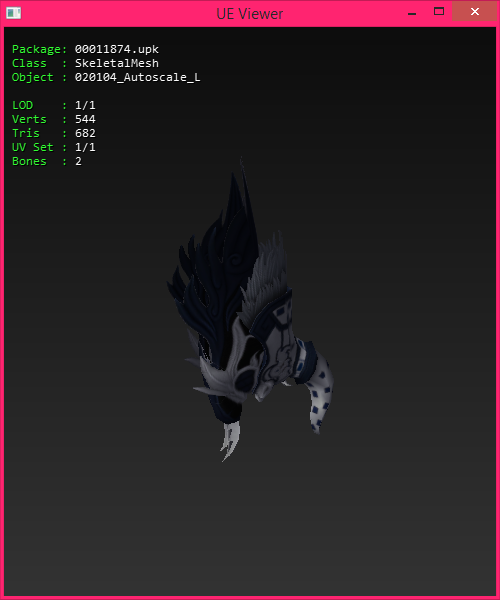 UE Viewer
Package: 00011874.upk
Class : SkeletalMesh
Object : 020104_Autoscale_L
LOD : 1/1
Verts : 544
Tris : 682
UV Set : 1/1
Bones : 2